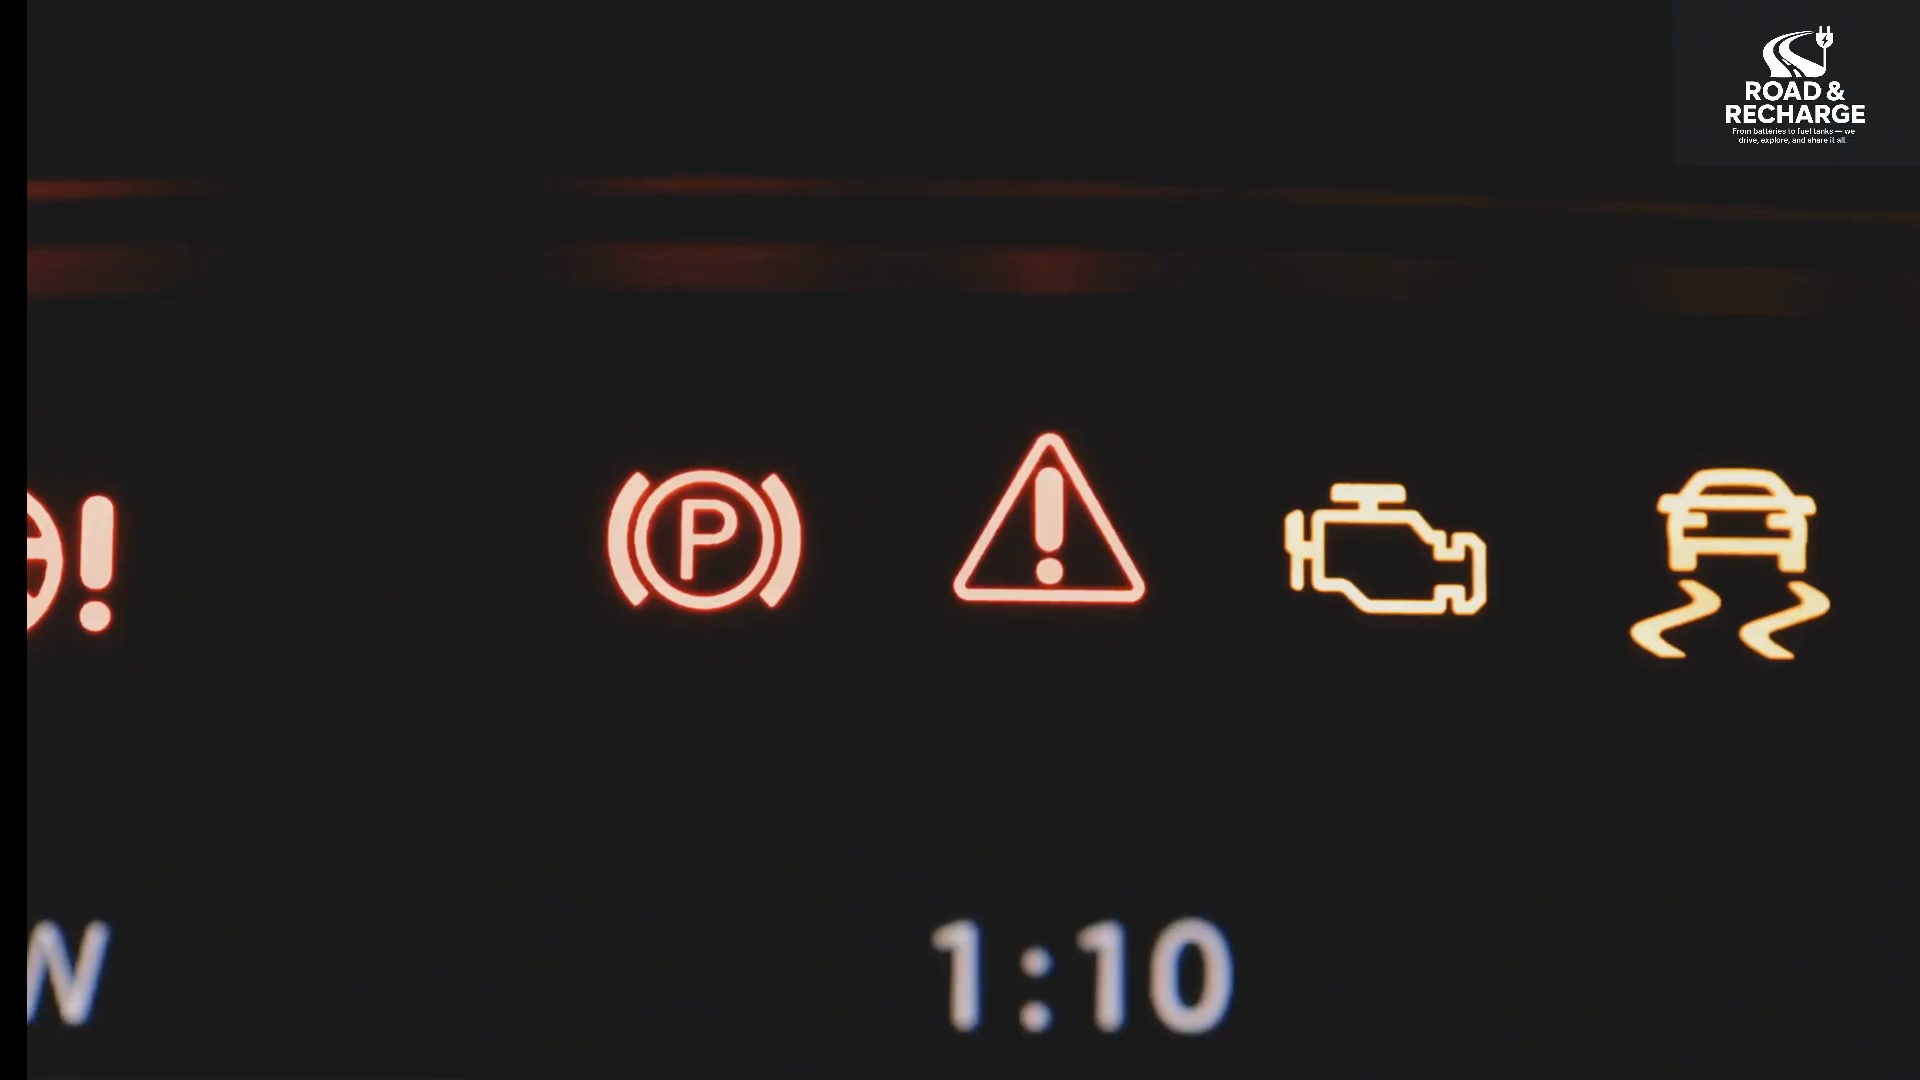 ROAD &
RECHARGE
From batteries to fuel tanks — we
drive, explore, and share it all.
!
P
!
W
1:10